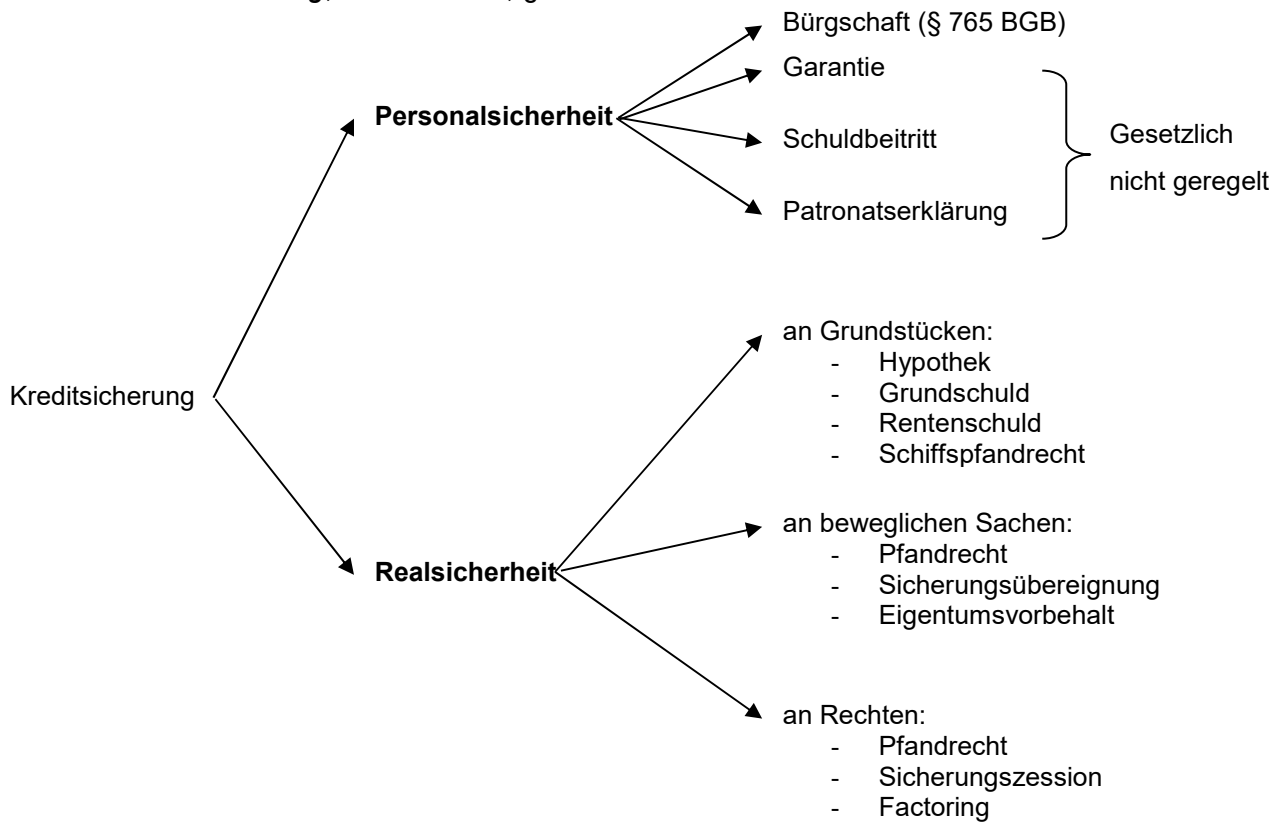 Bürgschaft (§ 765 BGB)
Garantie
Personalsicherheit
Schuldbeitritt
Gesetzlich
nicht geregelt
Patronatserklärung
an Grundstücken:
- Hypothek
- Grundschuld
- Rentenschuld
- Schiffspfandrecht
Kreditsicherung
an beweglichen Sachen:
- Pfandrecht
- Sicherungsübereignung
- Eigentumsvorbehalt
Realsicherheit
an Rechten:
- Pfandrecht
- Sicherungszession
- Factoring